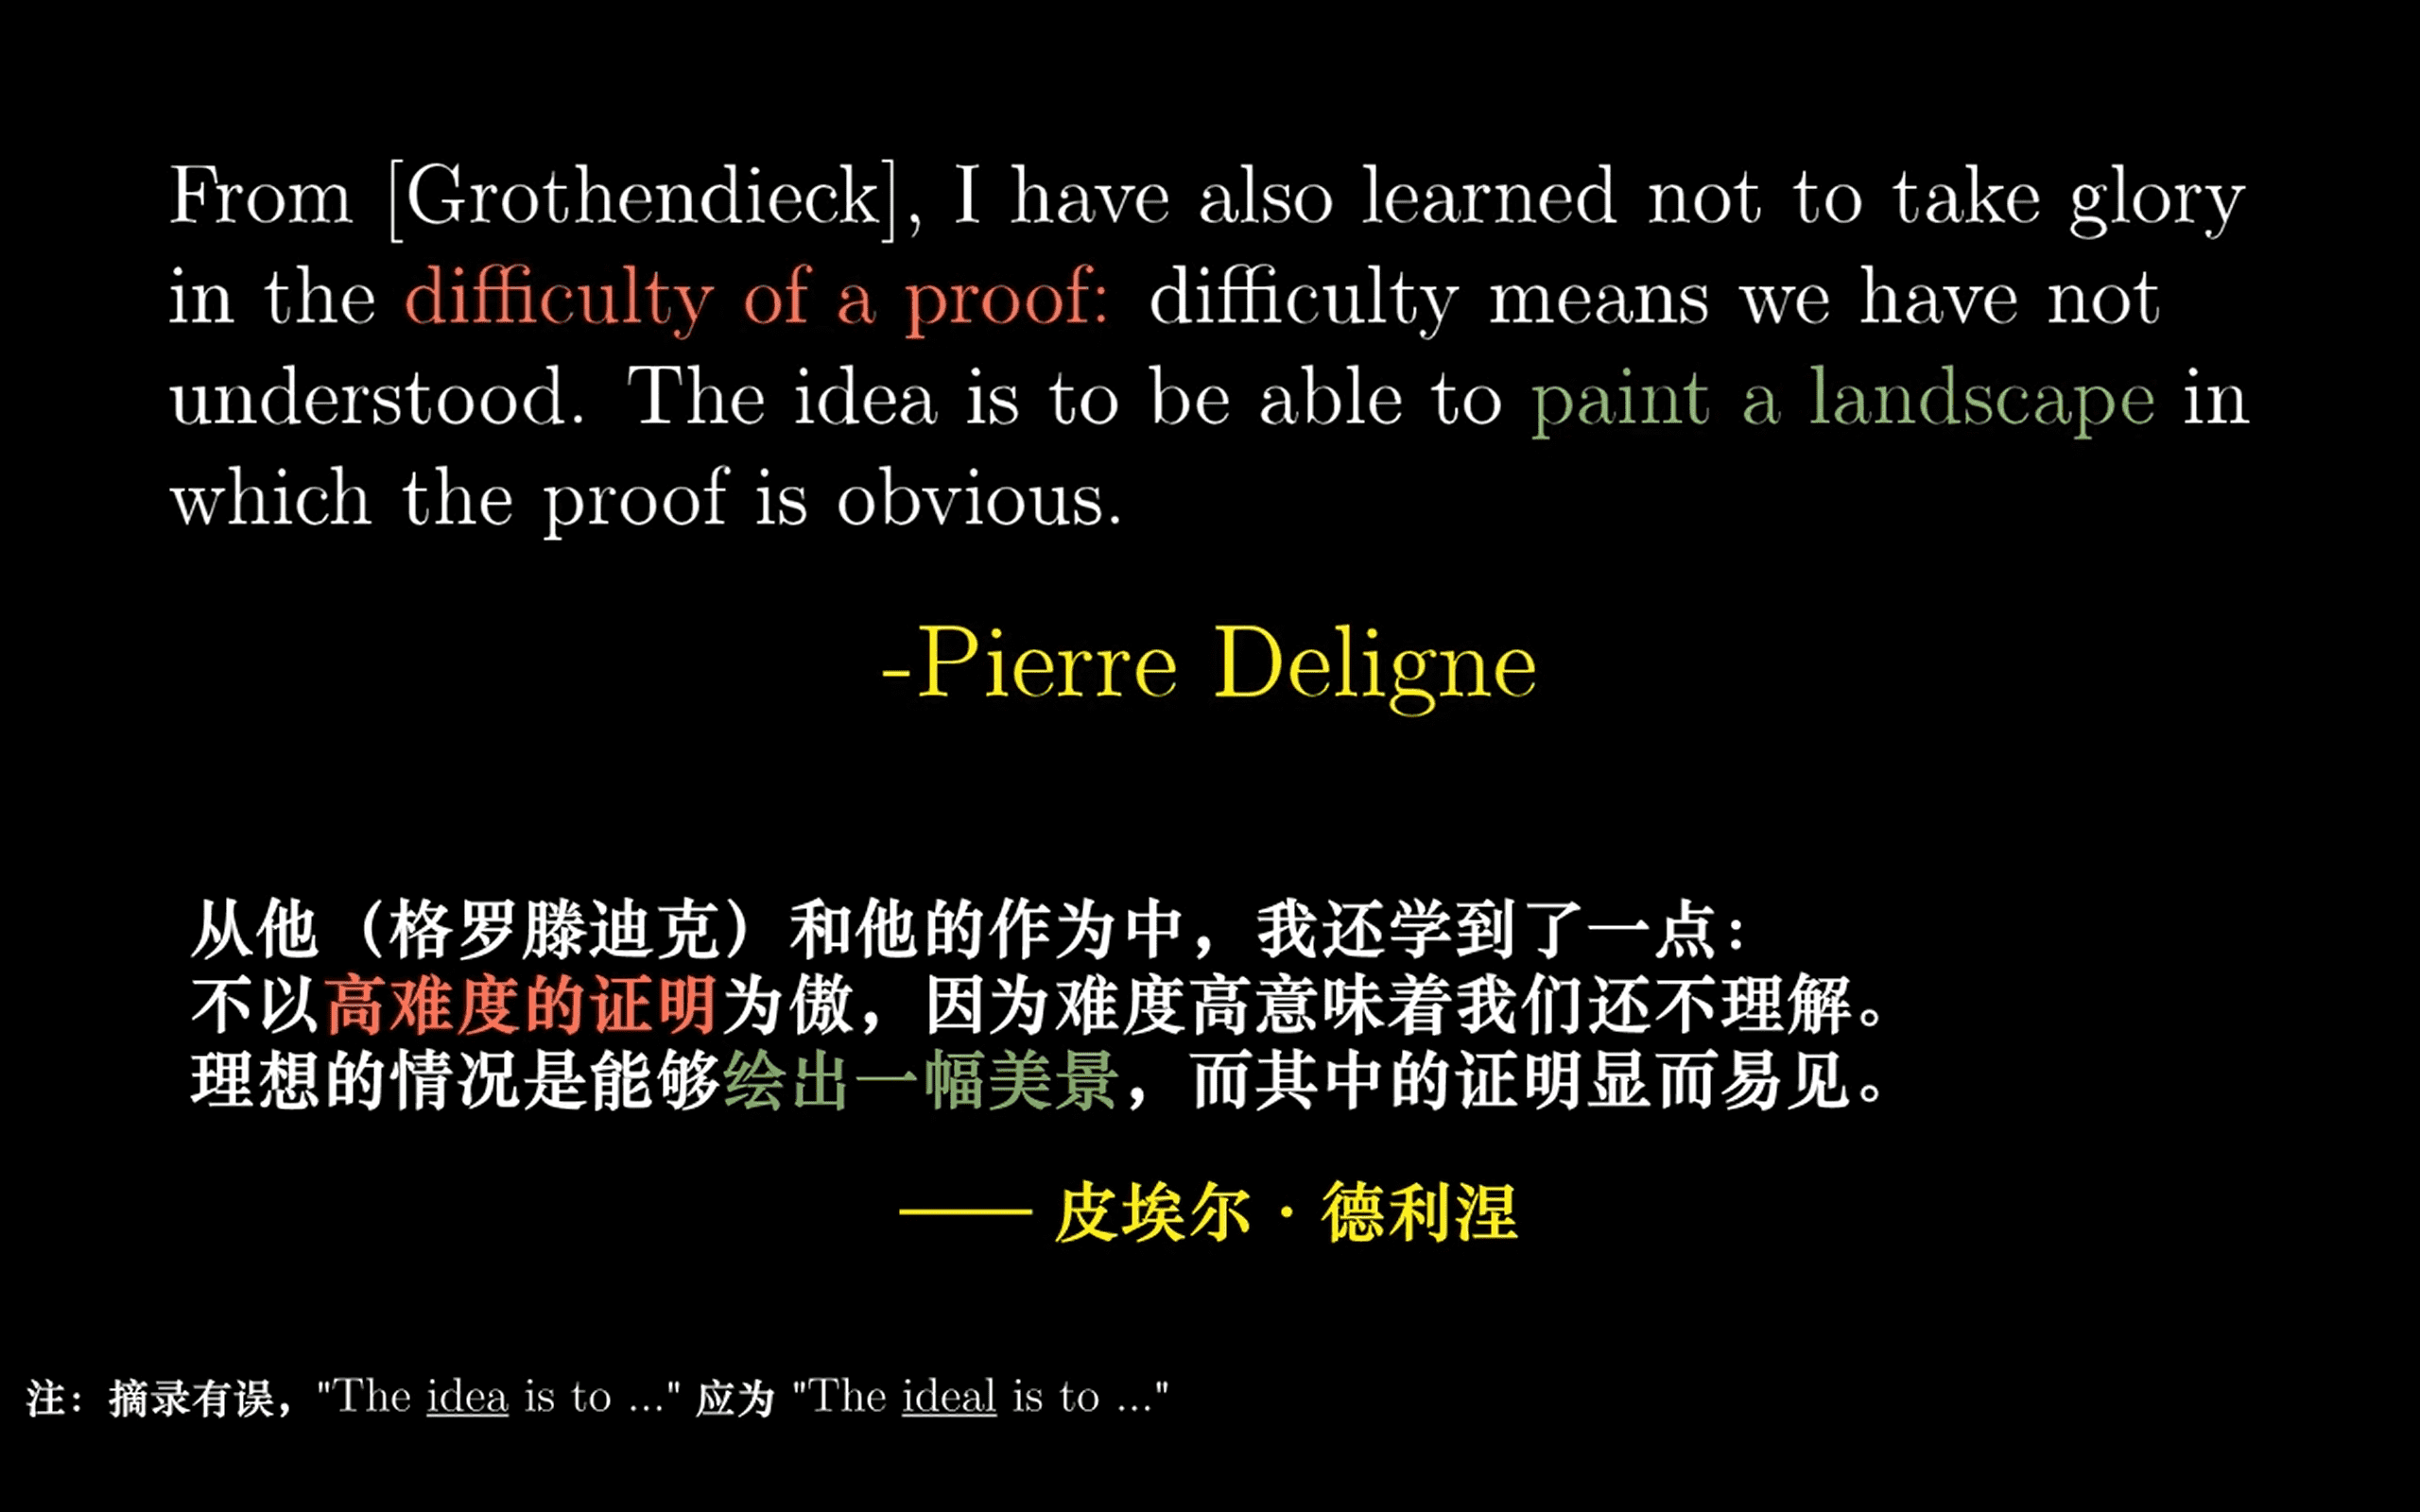 From [Grothendieck], I have also learned not to take glory
in the difficulty of a proof: difficulty means we have not
understood. The idea is to be able to paint a landscape in
which the proof is obvious.
-Pierre Deligne
从他（格罗滕迪克）和他的作为中，我还学到了一点：
不以高难度的证明为傲，因为难度高意味着我们还不理解。
理想的情况是能够绘出一幅美景，而其中的证明显而易见。
—— 皮埃尔·德利涅
注：摘录有误，"The idea is to ..." 应为 "The ideal is to ..."